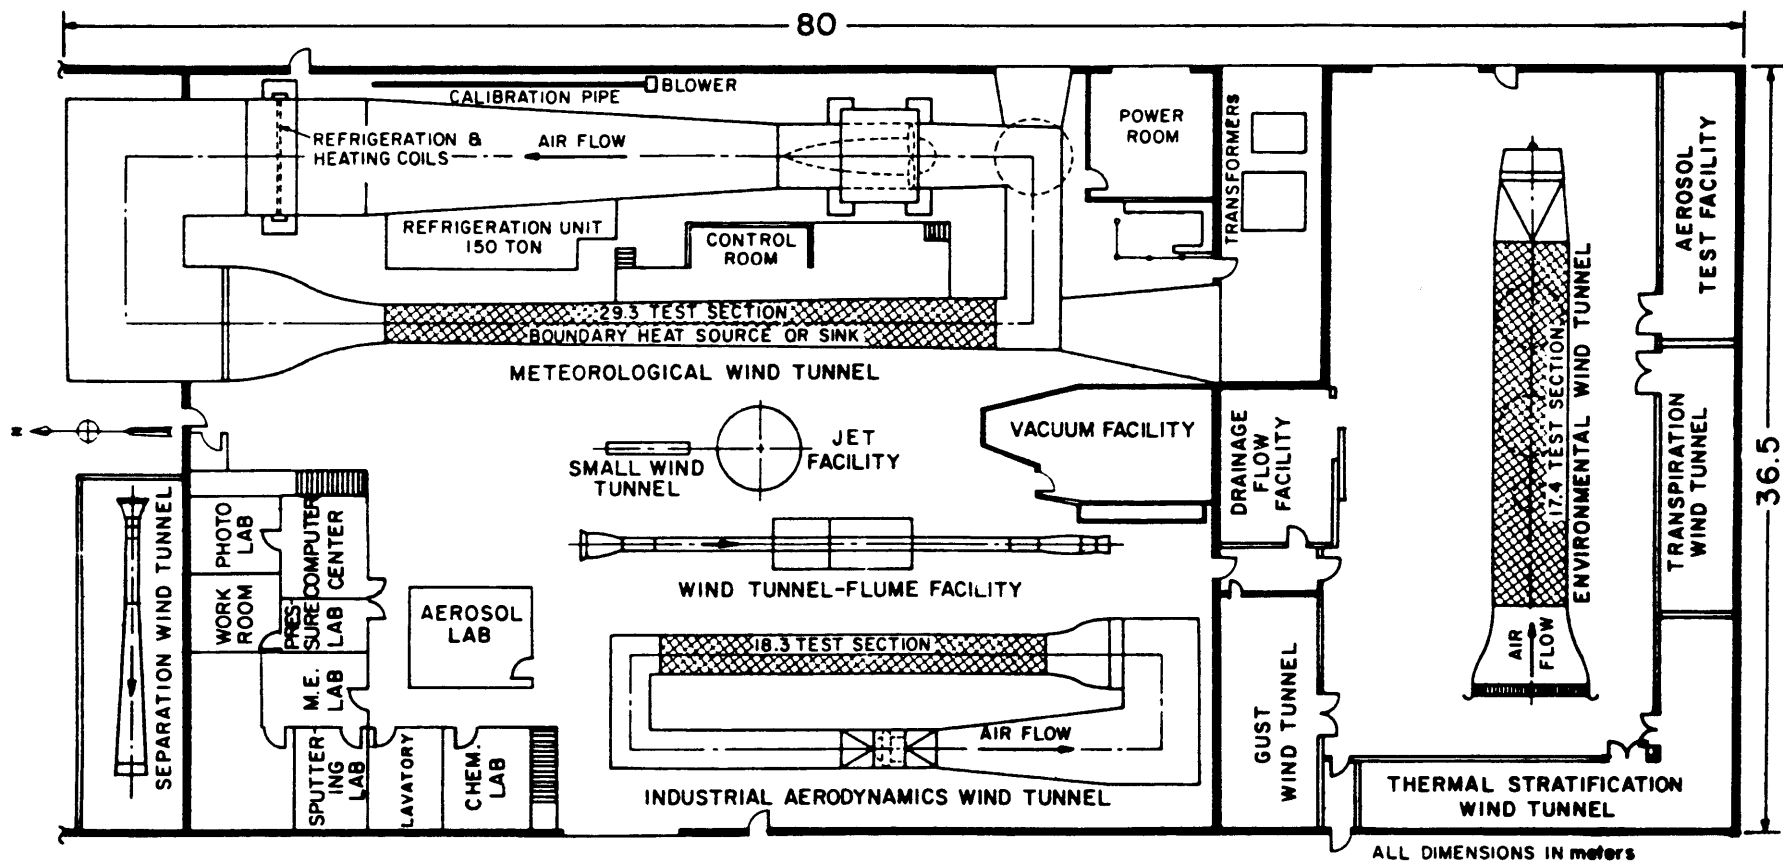 80
CALIBRATION PIPE
BLOWER
REFRIGERATION &
HEATING COILS
AIR FLOW
POWER
ROOM
TRANSFORMERS
AEROSOL
TEST FACILITY
REFRIGERATION UNIT
150 TON
CONTROL
ROOM
29.3 TEST SECTION
BOUNDARY HEAT SOURCE OR SINK
METEOROLOGICAL WIND TUNNEL
17.4 TEST SECTION
ENVIRONMENTAL WIND TUNNEL
36.5
N
JET
FACILITY
SMALL WIND
TUNNEL
VACUUM FACILITY
DRAINAGE
FLOW
FACILITY
TRANSPIRATION
WIND TUNNEL
SEPARATION WIND TUNNEL
PHOTO
LAB
COMPUTER
CENTER
WORK
ROOM
PRES-
SURE
LAB
AEROSOL
LAB
WIND TUNNEL-FLUME FACILITY
M.E.
LAB
18.3 TEST SECTION
AIR
FLOW
SPUTTER-
ING
LAB
LAVATORY
CHEM.
LAB
AIR FLOW
INDUSTRIAL AERODYNAMICS WIND TUNNEL
GUST
WIND TUNNEL
THERMAL STRATIFICATION
WIND TUNNEL
ALL DIMENSIONS IN meters